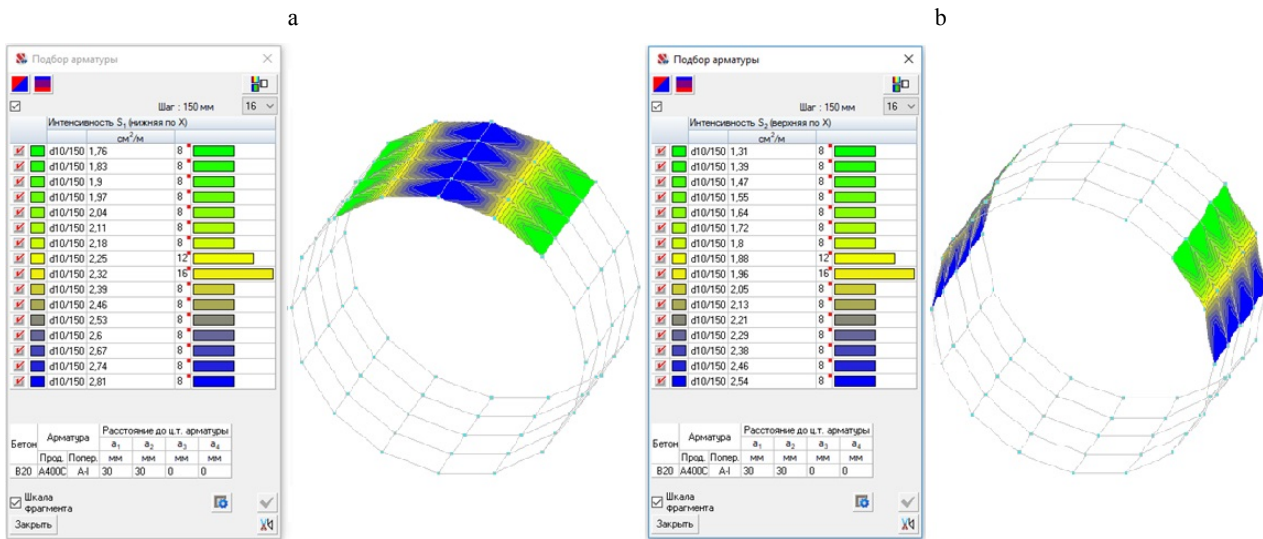 a
b
Подбор арматуры
Шаг : 150 мм 16
Интенсивность S1 (нижняя по X)
см2/м
d10/150 1,76 8
d10/150 1,83 8
d10/150 1,9 8
d10/150 1,97 8
d10/150 2,04 8
d10/150 2,11 8
d10/150 2,18 8
d10/150 2,25 12
d10/150 2,32 16
d10/150 2,39 8
d10/150 2,46 8
d10/150 2,53 8
d10/150 2,6 8
d10/150 2,67 8
d10/150 2,74 8
d10/150 2,81 8
Бетон Арматура Расстояние до ц.т. арматуры
a1 a2 a3 a4
Прод. Попер. мм мм мм мм
B20 A400C A-I 30 30 0 0
Шкала
фрагмента
Закрыть
Подбор арматуры
Шаг : 150 мм 16
Интенсивность S2 (верхняя по X)
см2/м
d10/150 1,31 8
d10/150 1,39 8
d10/150 1,47 8
d10/150 1,55 8
d10/150 1,64 8
d10/150 1,72 8
d10/150 1,8 8
d10/150 1,88 12
d10/150 1,96 16
d10/150 2,05 8
d10/150 2,13 8
d10/150 2,21 8
d10/150 2,29 8
d10/150 2,38 8
d10/150 2,46 8
d10/150 2,54 8
Бетон Арматура Расстояние до ц.т. арматуры
a1 a2 a3 a4
Прод. Попер. мм мм мм мм
B20 A400C A-I 30 30 0 0
Шкала
фрагмента
Закрыть